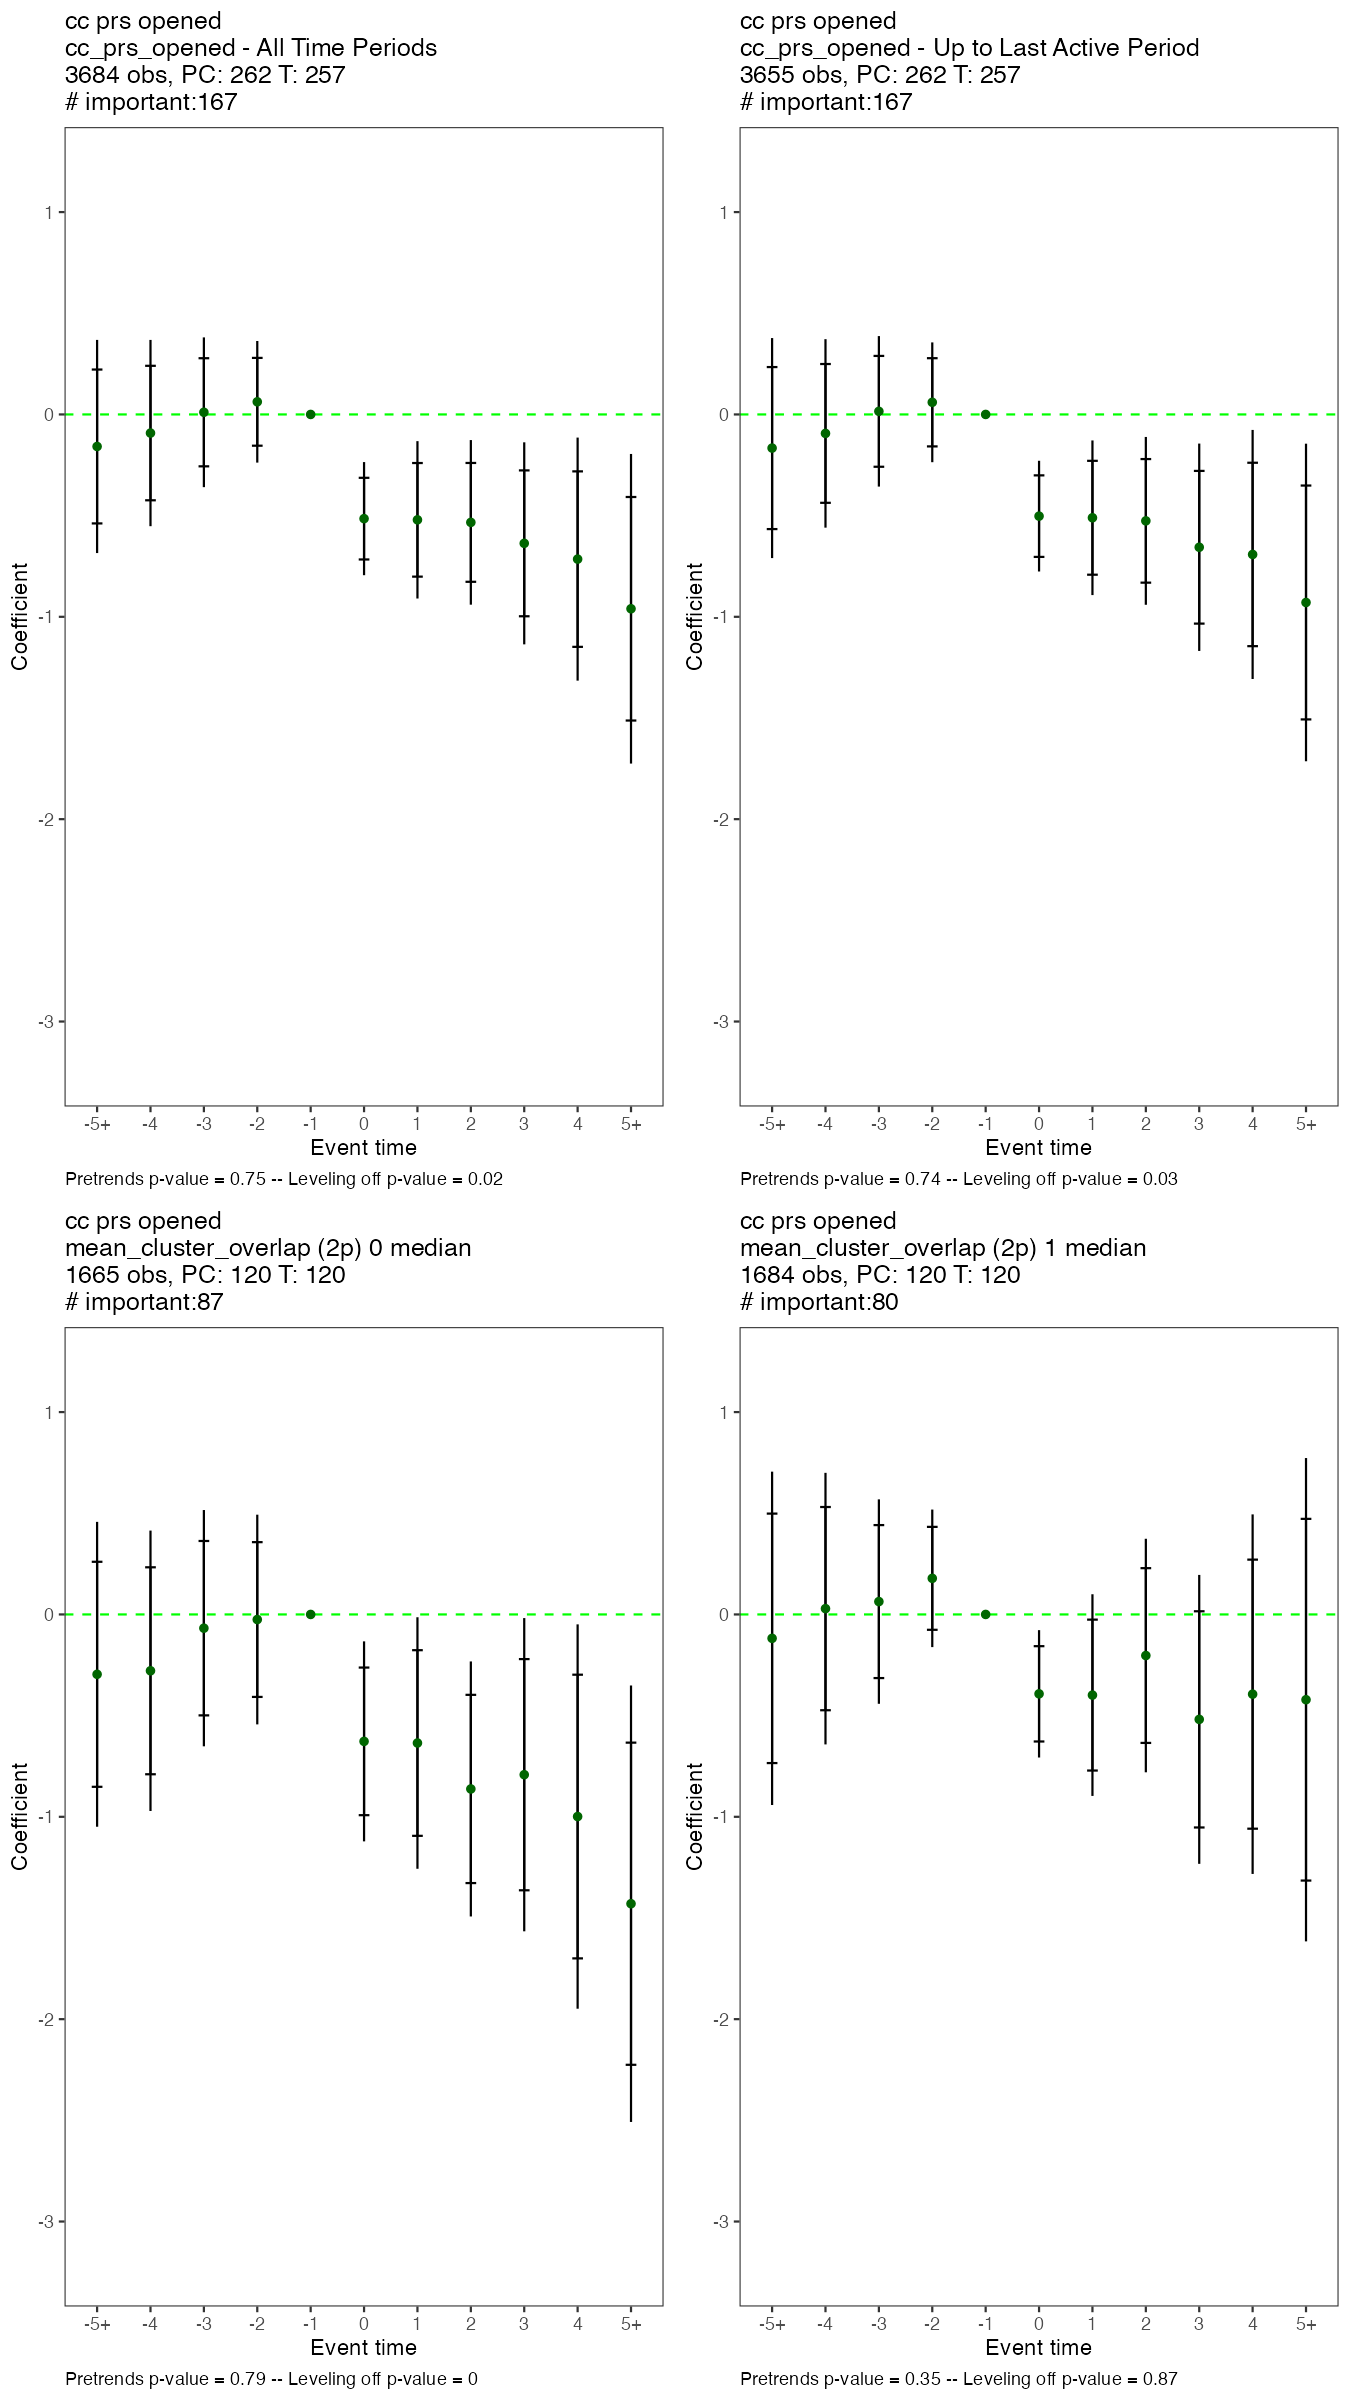 cc prs opened
cc_prs_opened - All Time Periods
3684 obs, PC: 262 T: 257
# important:167
1
0
-1
-2
-3
Coefficient
-5+ -4 -3 -2 -1 0 1 2 3 4 5+
Event time
Pretrends p-value = 0.75 -- Leveling off p-value = 0.02
cc prs opened
cc_prs_opened - Up to Last Active Period
3655 obs, PC: 262 T: 257
# important:167
1
0
-1
-2
-3
Coefficient
-5+ -4 -3 -2 -1 0 1 2 3 4 5+
Event time
Pretrends p-value = 0.74 -- Leveling off p-value = 0.03
cc prs opened
mean_cluster_overlap (2p) 0 median
1665 obs, PC: 120 T: 120
# important:87
1
0
-1
-2
-3
Coefficient
-5+ -4 -3 -2 -1 0 1 2 3 4 5+
Event time
Pretrends p-value = 0.79 -- Leveling off p-value = 0
cc prs opened
mean_cluster_overlap (2p) 1 median
1684 obs, PC: 120 T: 120
# important:80
1
0
-1
-2
-3
Coefficient
-5+ -4 -3 -2 -1 0 1 2 3 4 5+
Event time
Pretrends p-value = 0.35 -- Leveling off p-value = 0.87